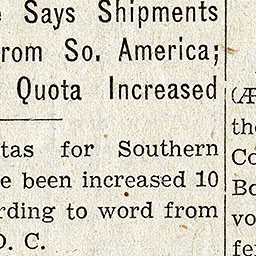 Says Shipments
rom So. America;
Quota Increased
tas for Southern
e been increased 10
rding to word from
D. C.
(Æ
the
Co
Bo
vo
fe